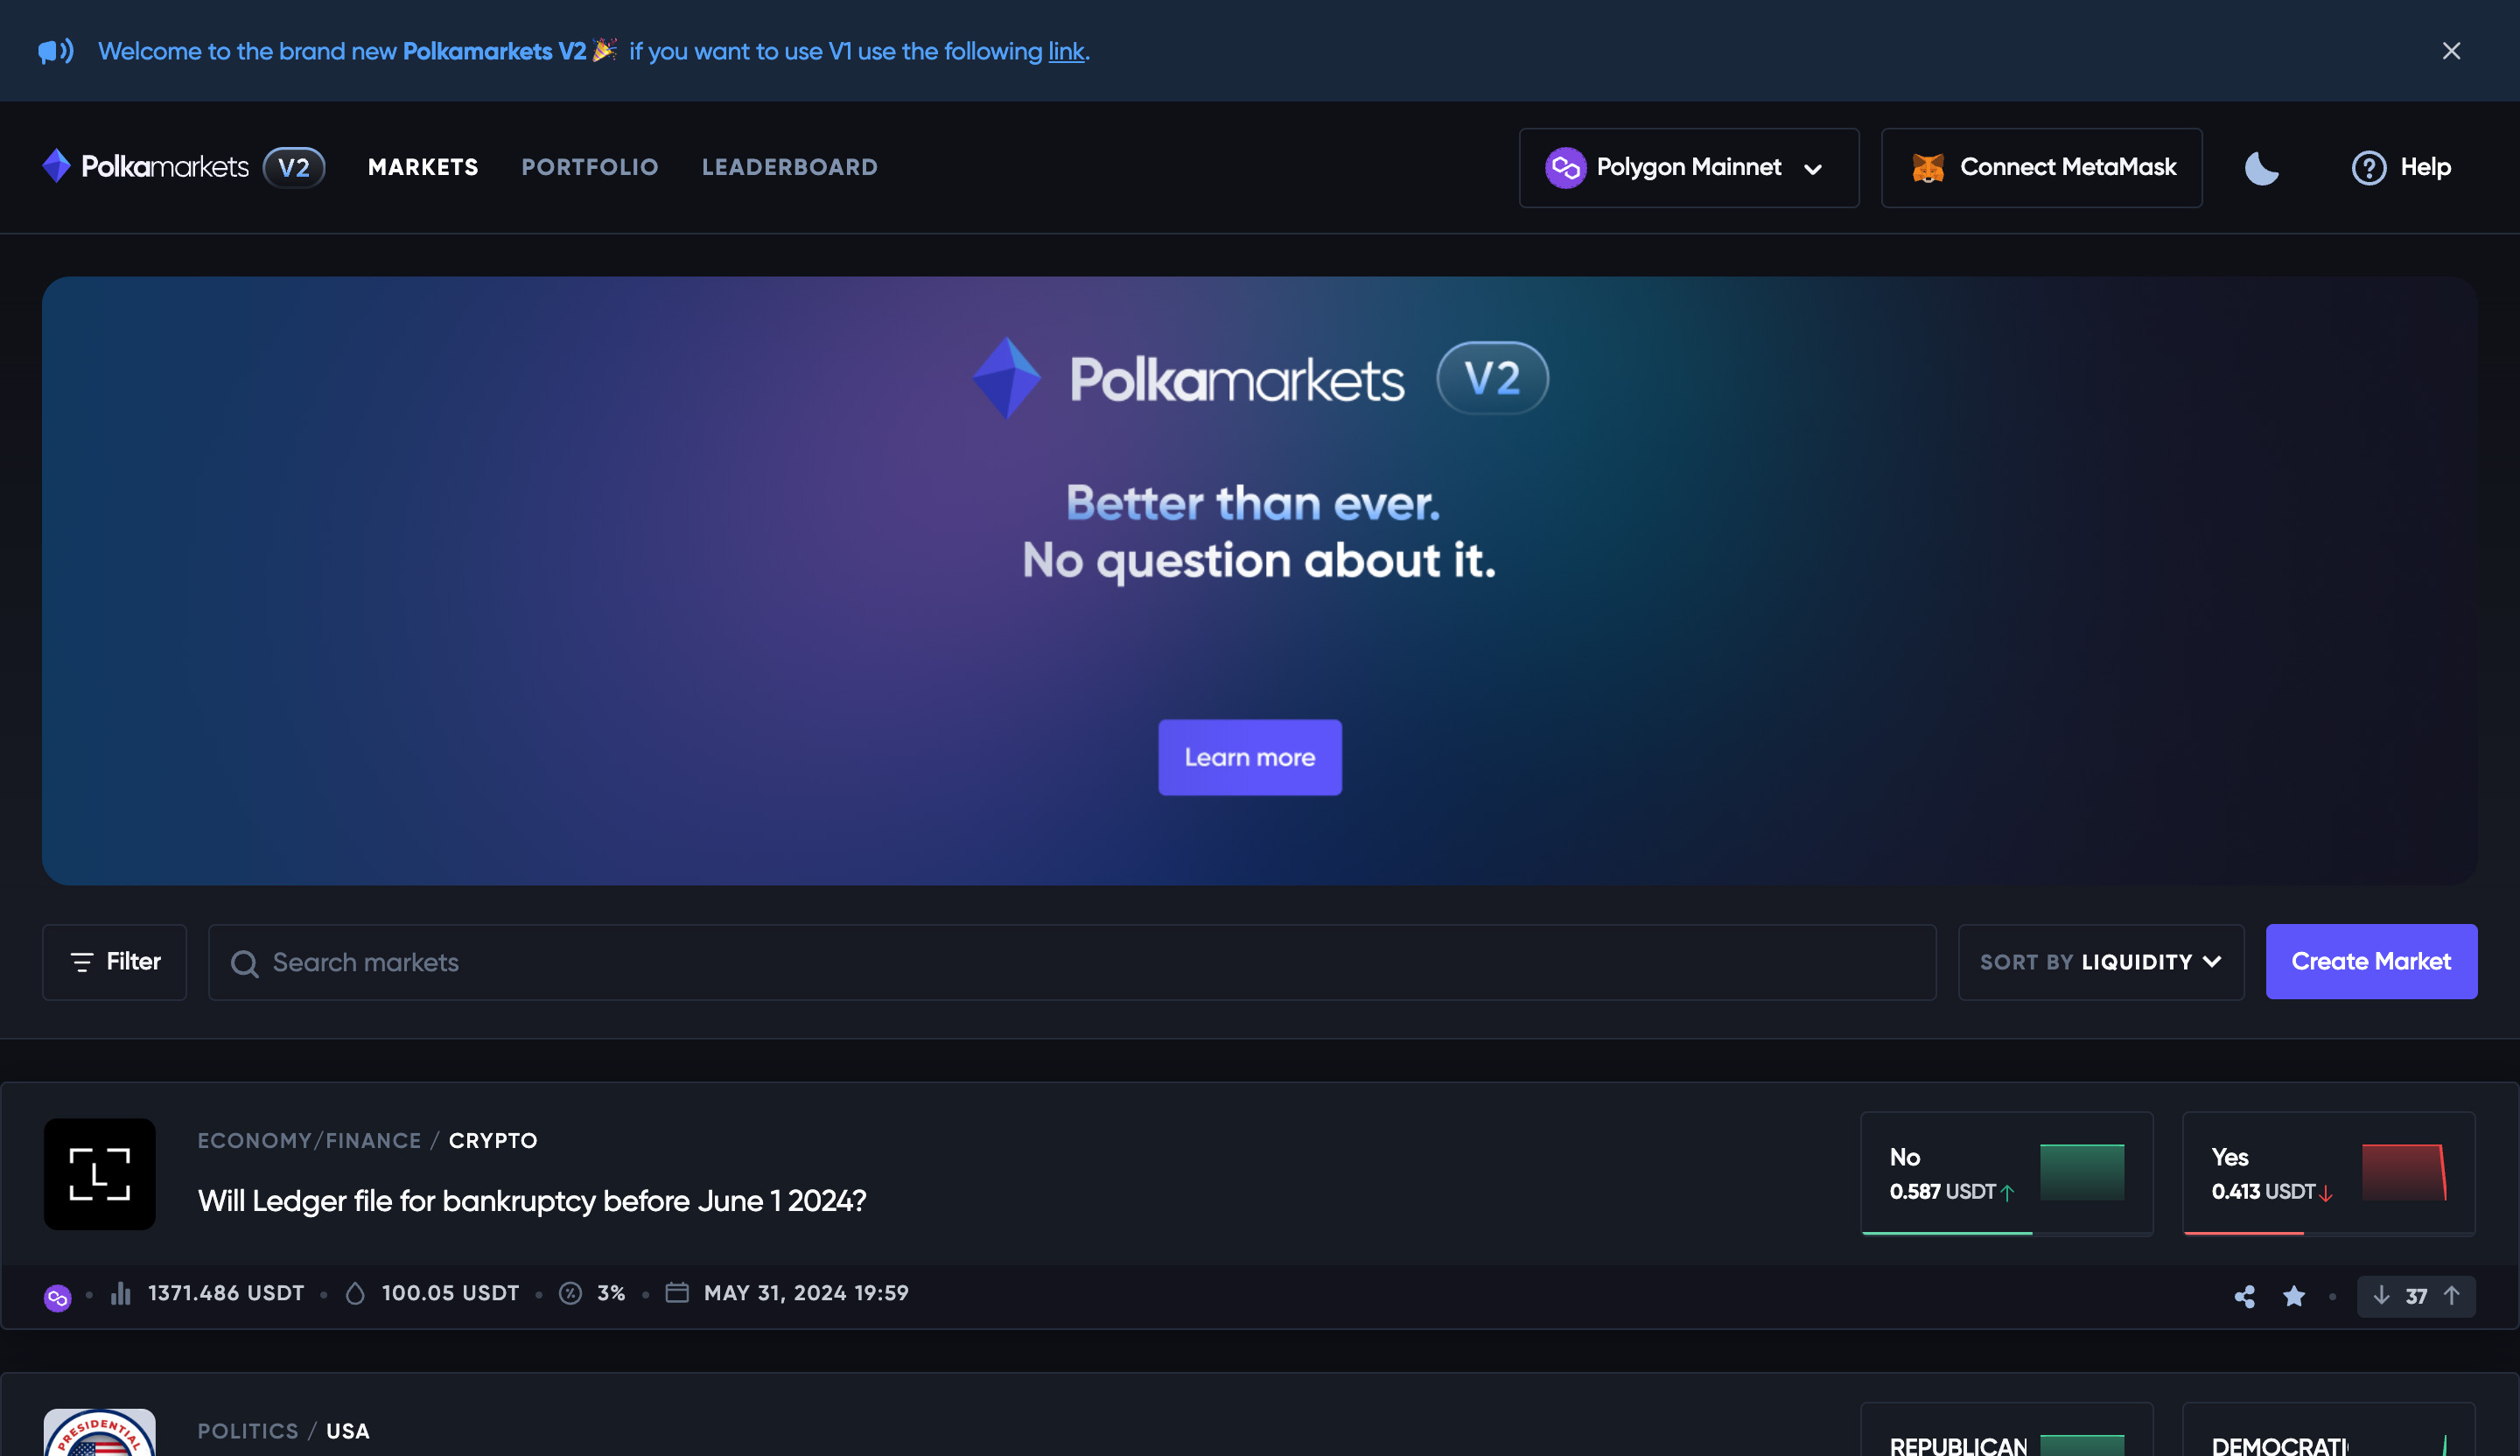 Welcome to the brand new Polkamarkets V2 🎉 if you want to use V1 use the following link.
Polkamarkets V2 MARKETS PORTFOLIO LEADERBOARD Polygon Mainnet Connect MetaMask Help
Polkamarkets V2
Better than ever.
No question about it.
Learn more
Filter Search markets SORT BY LIQUIDITY Create Market
ECONOMY/FINANCE / CRYPTO
Will Ledger file for bankruptcy before June 1 2024?
L
No
0.587 USDT
Yes
0.413 USDT
1371.486 USDT • 100.05 USDT • 3% • MAY 31, 2024 19:59
37
PRESIDENTIAL
POLITICS / USA
REPUBLICAN
DEMOCRATI